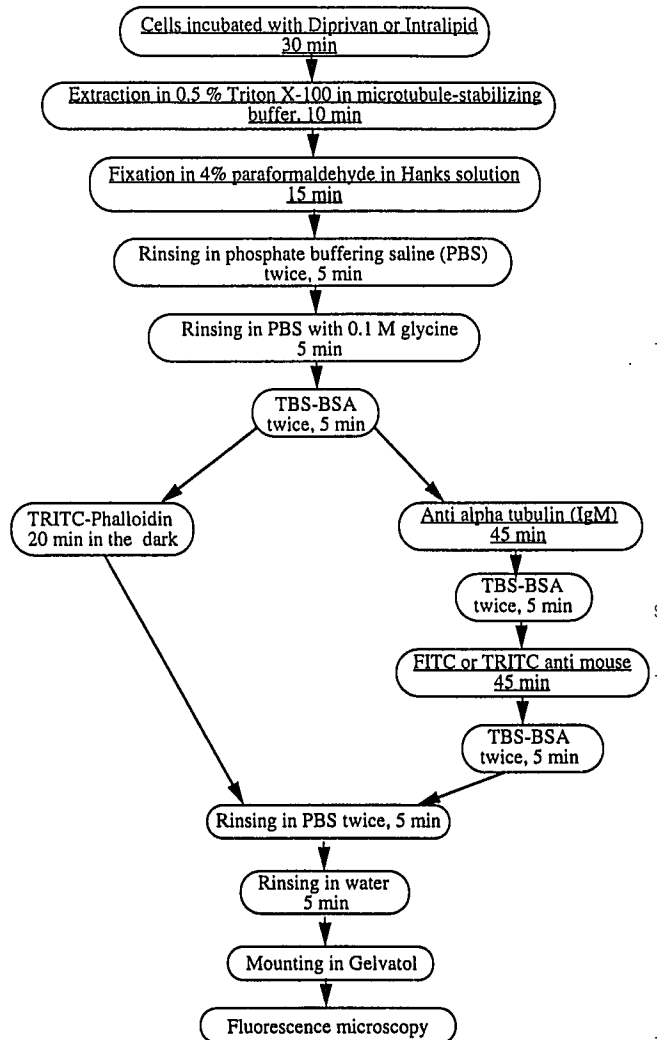 Cells incubated with Diprivan or Intralipid
30 min
Extraction in 0.5 % Triton X-100 in microtubule-stabilizing
buffer, 10 min
Fixation in 4% paraformaldehyde in Hanks solution
15 min
Rinsing in phosphate buffering saline (PBS)
twice, 5 min
Rinsing in PBS with 0.1 M glycine
5 min
TBS-BSA
twice, 5 min
TRITC-Phalloidin
20 min in the dark
Anti alpha tubulin (IgM)
45 min
TBS-BSA
twice, 5 min
FITC or TRITC anti mouse
45 min
TBS-BSA
twice, 5 min
Rinsing in PBS twice, 5 min
Rinsing in water
5 min
Mounting in Gelvatol
Fluorescence microscopy